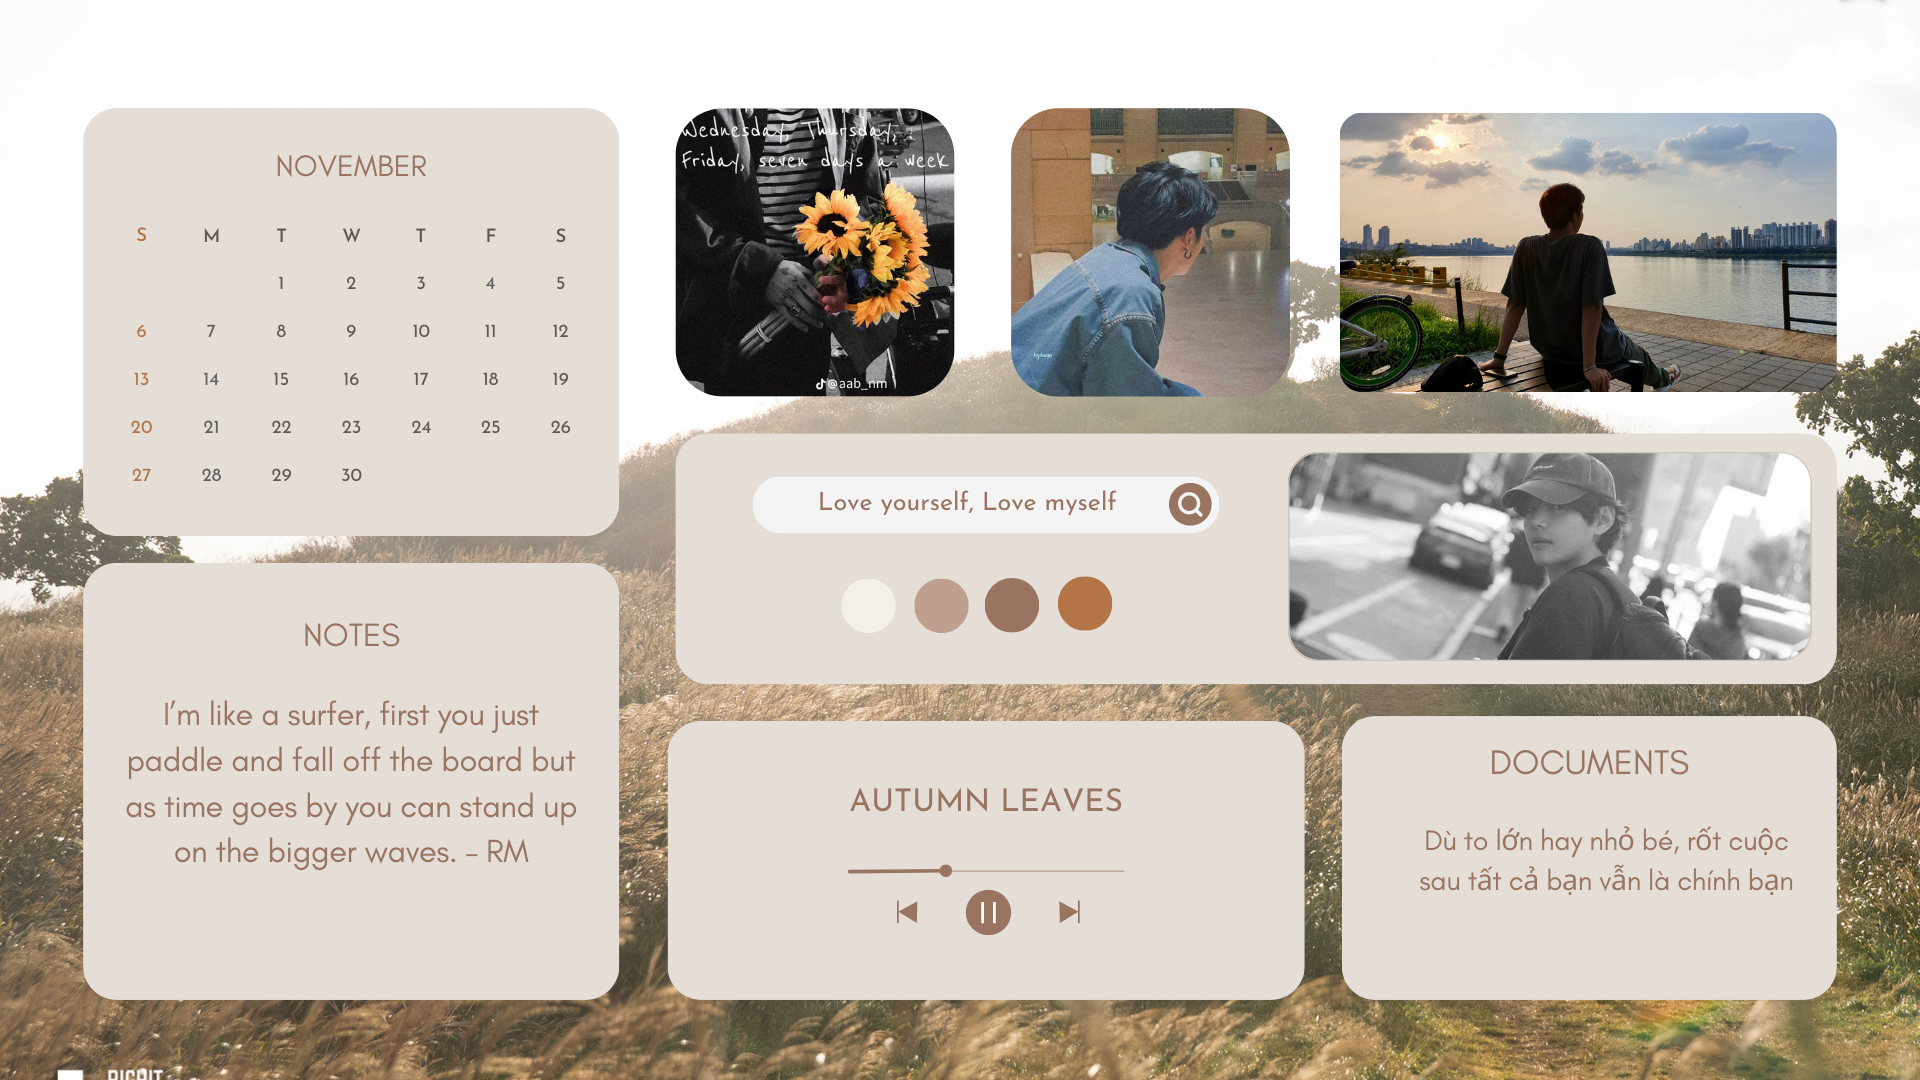 NOVEMBER
S M T W T F S
1 2 3 4 5
6 7 8 9 10 11 12
13 14 15 16 17 18 19
20 21 22 23 24 25 26
27 28 29 30
NOTES
I'm like a surfer, first you just
paddle and fall off the board but
as time goes by you can stand up
on the bigger waves. – RM
Wednesday, Thursday,
Friday, seven days a week
@aab_nm
Love yourself, Love myself
AUTUMN LEAVES
DOCUMENTS
Dù to lớn hay nhỏ bé, rốt cuộc
sau tất cả bạn vẫn là chính bạn